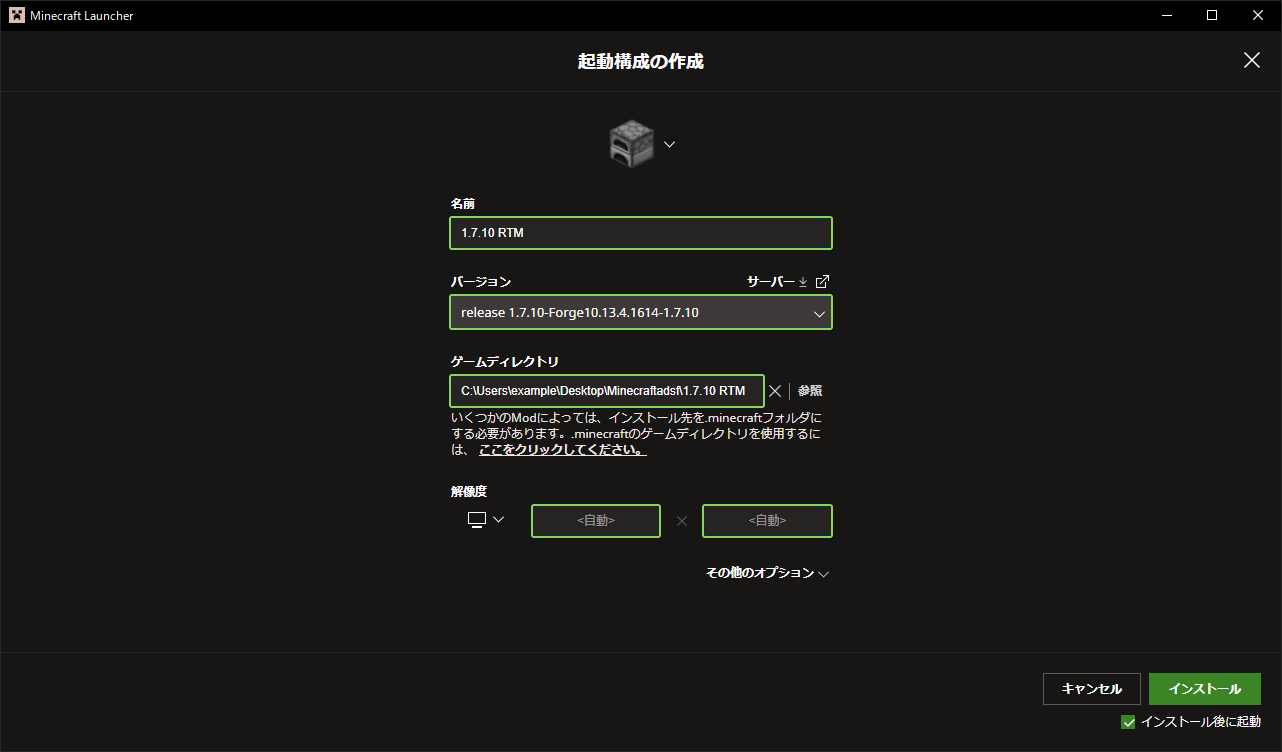 Minecraft Launcher
起動構成の作成
名前
1.7.10 RTM
バージョン サーバー
release 1.7.10-Forge10.13.4.1614-1.7.10
ゲームディレクトリ
C:\Users\example\Desktop\Minecraftadsf\1.7.10 RTM 参照
いくつかのModによっては、インストール先を.minecraftフォルダに
する必要があります。.minecraftのゲームディレクトリを使用するに
は、 ここをクリックしてください。
解像度
<自動> <自動>
その他のオプション
キャンセル インストール
インストール後に起動